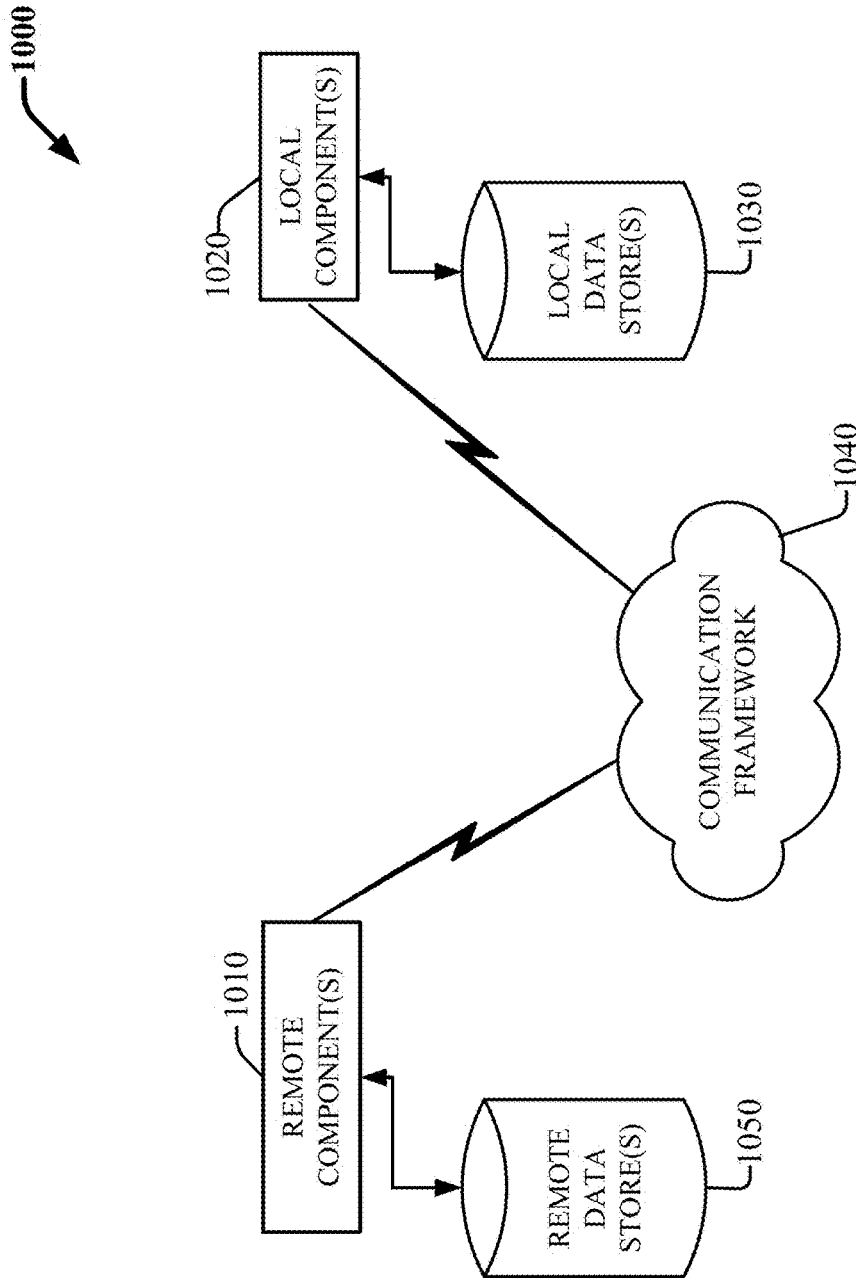 1000
1010
REMOTE
COMPONENT(S)
1020
LOCAL
COMPONENT(S)
REMOTE
DATA
STORE(S)
1050
COMMUNICATION
FRAMEWORK
1040
LOCAL
DATA
STORE(S)
1030